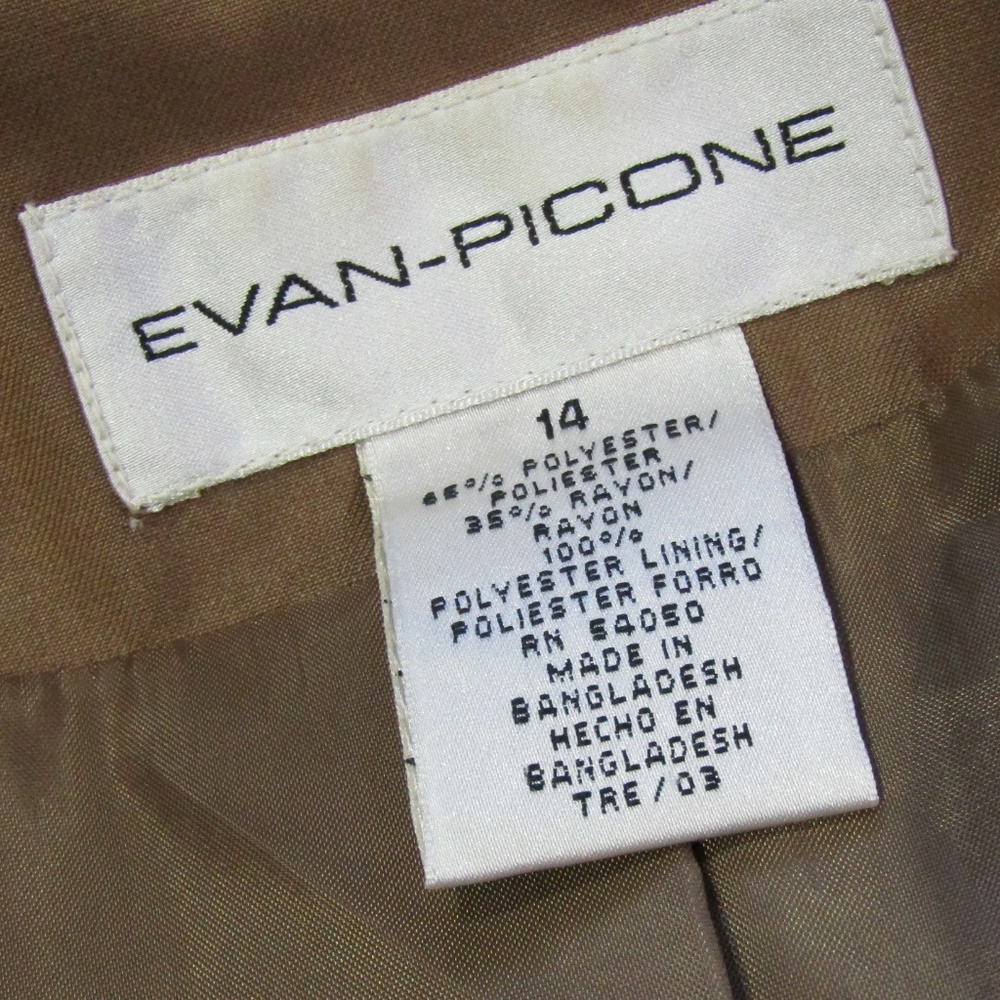 EVAN-PICONE
14
65% POLYESTER/
POLIESTER
35% RAYON/
RAYON
100%
POLYESTER LINING/
POLIESTER FORRO
RN 54050
MADE IN
BANGLADESH
HECHO EN
BANGLADESH
TRE/03